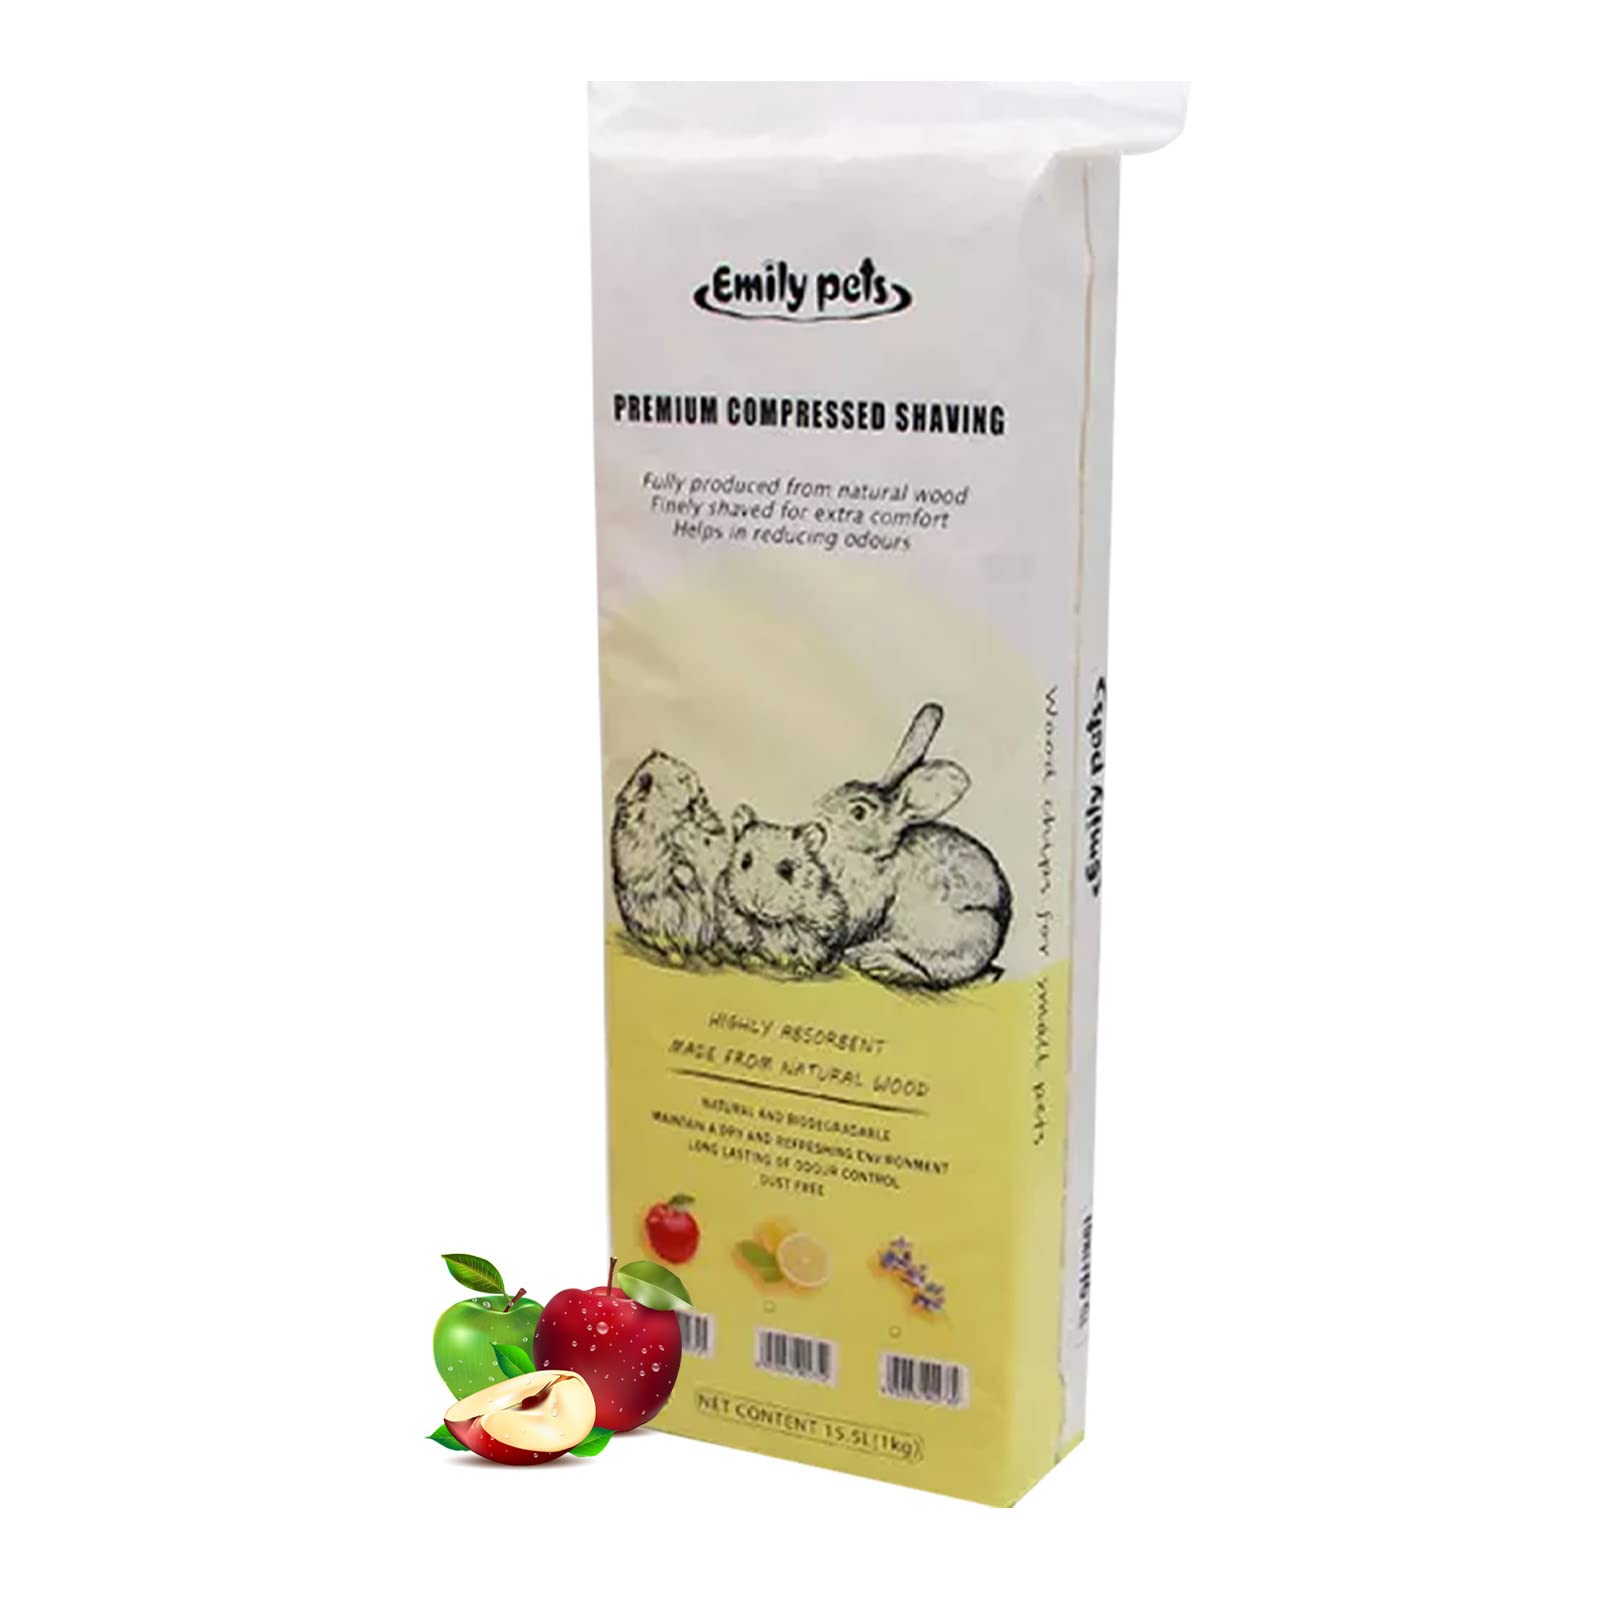 Emily pets
PREMIUM COMPRESSED SHAVING
Fully produced from natural wood
Finely shaved for extra comfort
Helps in reducing odours
HIGHLY ABSORBENT
MADE FROM NATURAL WOOD
NATURAL AND BIODEGRADABLE
MAINTAIN A DRY AND REFRESHING ENVIRONMENT
LONG LASTING OF ODOUR CONTROL
DUST FREE
NET CONTENT 15.5L(1kg)
Wood chips for small pets
Emily pets